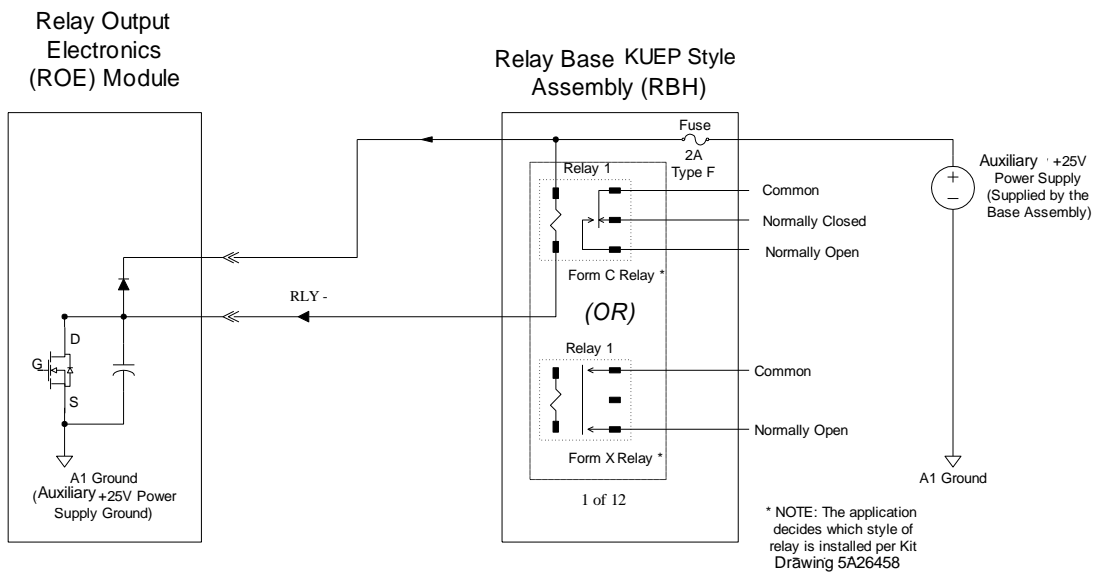 Relay Output
Electronics
(ROE) Module
Relay Base KUEP Style
Assembly (RBH)
Fuse
2A
Type F
Relay 1
Common
Normally Closed
Normally Open
Form C Relay *
Auxiliary +25V
Power Supply
(Supplied by the
Base Assembly)
+
−
RLY -
(OR)
D
G
S
Relay 1
Common
Normally Open
Form X Relay *
1 of 12
A1 Ground
(Auxiliary +25V Power
Supply Ground)
A1 Ground
* NOTE: The application
decides which style of
relay is installed per Kit
Drawing 5A26458